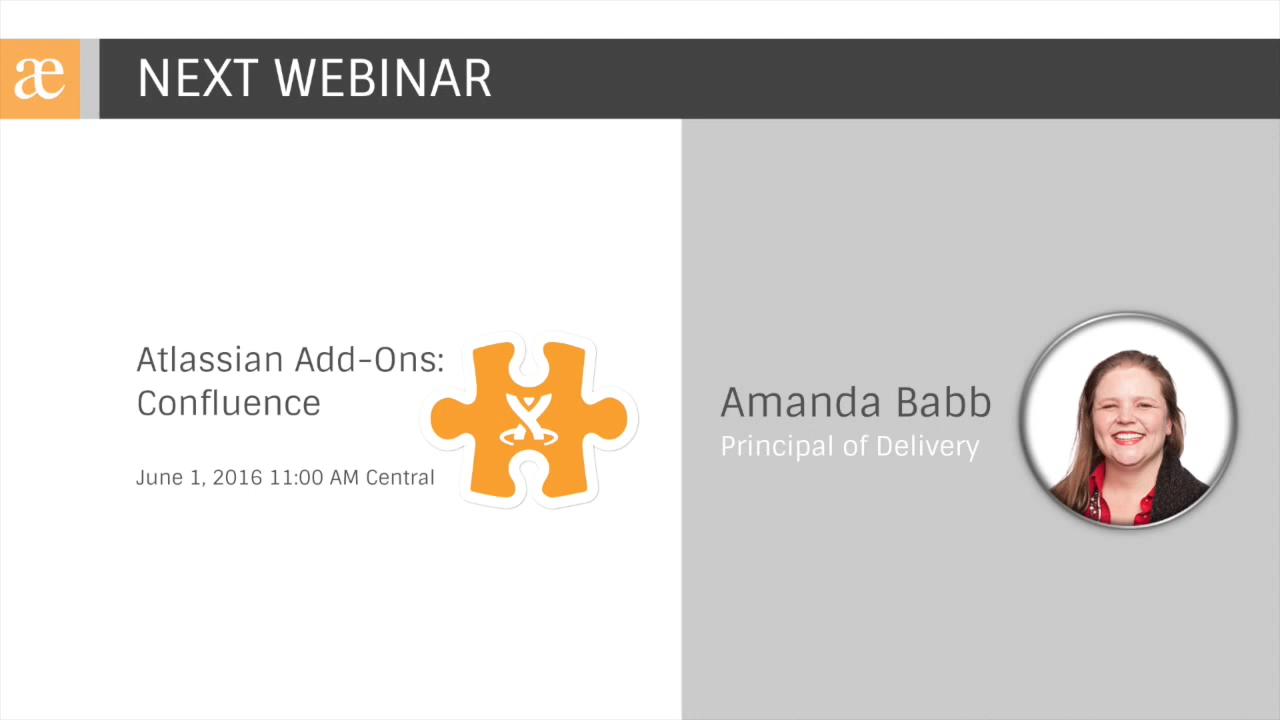 æ
NEXT WEBINAR
Atlassian Add-Ons:
Confluence
June 1, 2016 11:00 AM Central
Amanda Babb
Principal of Delivery